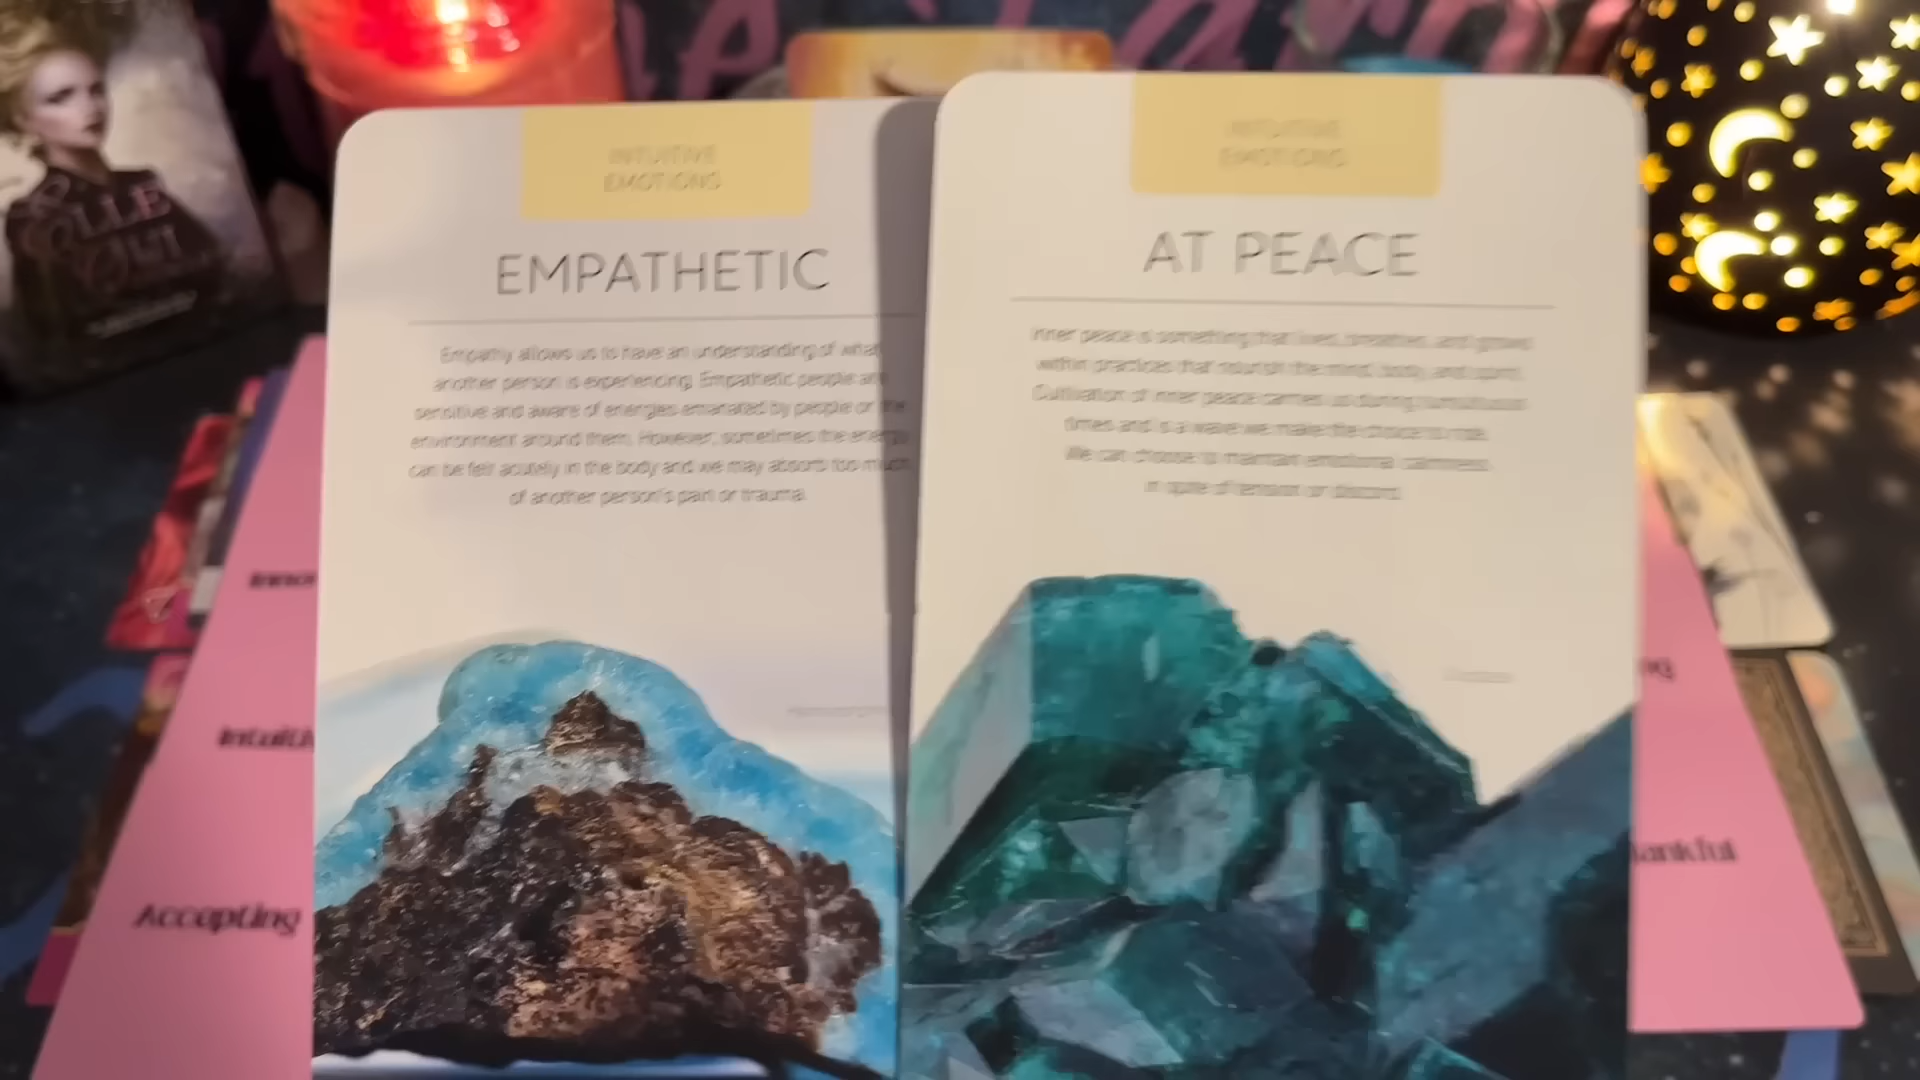 INTUITIVE
EMOTIONS
EMPATHETIC
Empathy allows us to have an understanding of what
another person is experiencing. Empathetic people are
sensitive and aware of energies emanated by people or the
environment around them. However, sometimes the energy
can be felt acutely in the body and we may absorb too much
of another person's pain or trauma.
INTUITIVE
EMOTIONS
AT PEACE
Inner peace is something that lives, breathes, and grows
within practices that nourish the mind, body, and spirit.
Cultivation of inner peace carries us during tumultuous
times and is a wave we make the choice to ride.
We can choose to maintain emotional calmness
in spite of tension or discord.
Inno
Intuiti
Accepting
ankful